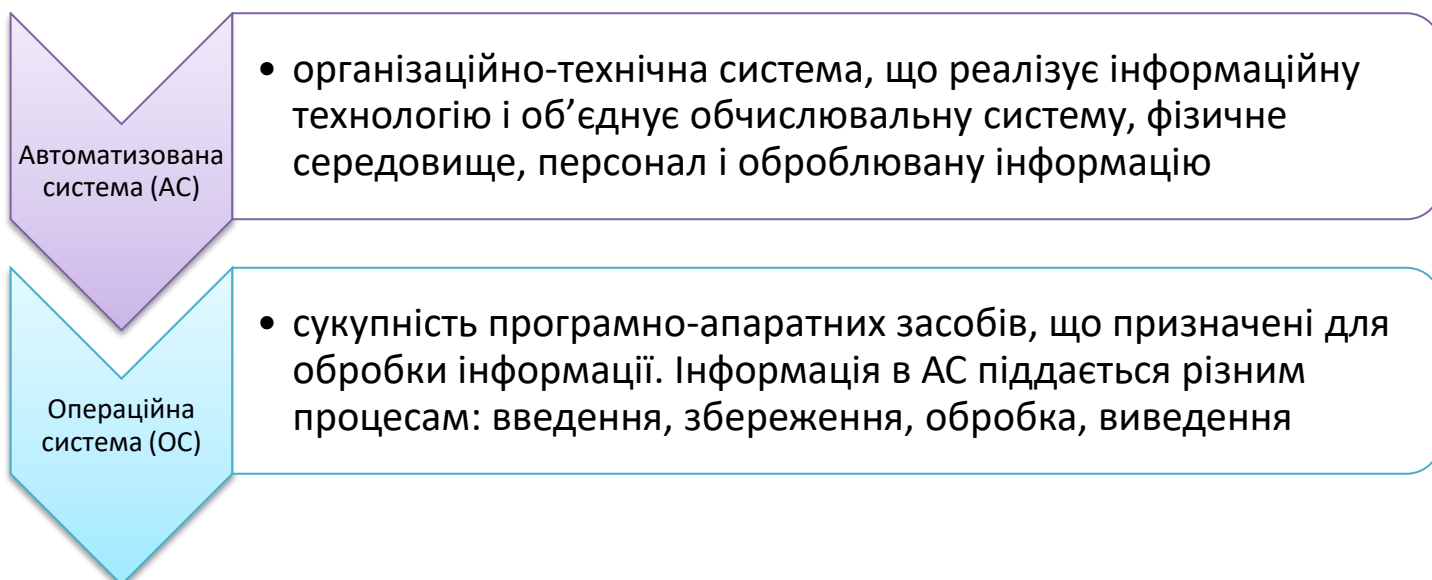 Автоматизована
система (АС)
• організаційно-технічна система, що реалізує інформаційну
технологію і об’єднує обчислювальну систему, фізичне
середовище, персонал і оброблювану інформацію
Операційна
система (ОС)
• сукупність програмно-апаратних засобів, що призначені для
обробки інформації. Інформація в АС піддається різним
процесам: введення, збереження, обробка, виведення